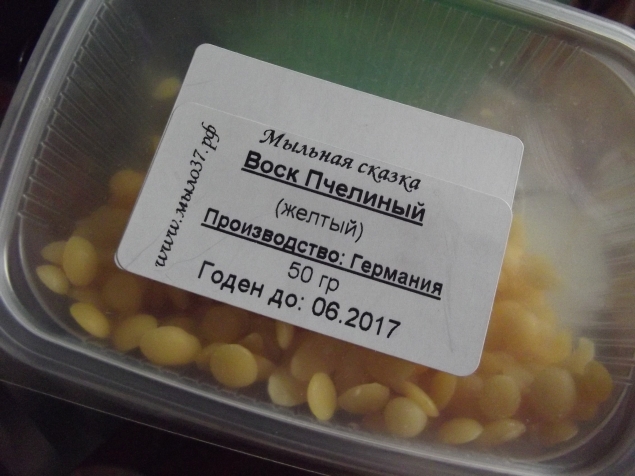 Мыльная сказка
Воск Пчелиный
(желтый)
Производство: Германия
50 гр
Годен до: 06.2017
www.мыло37.рф